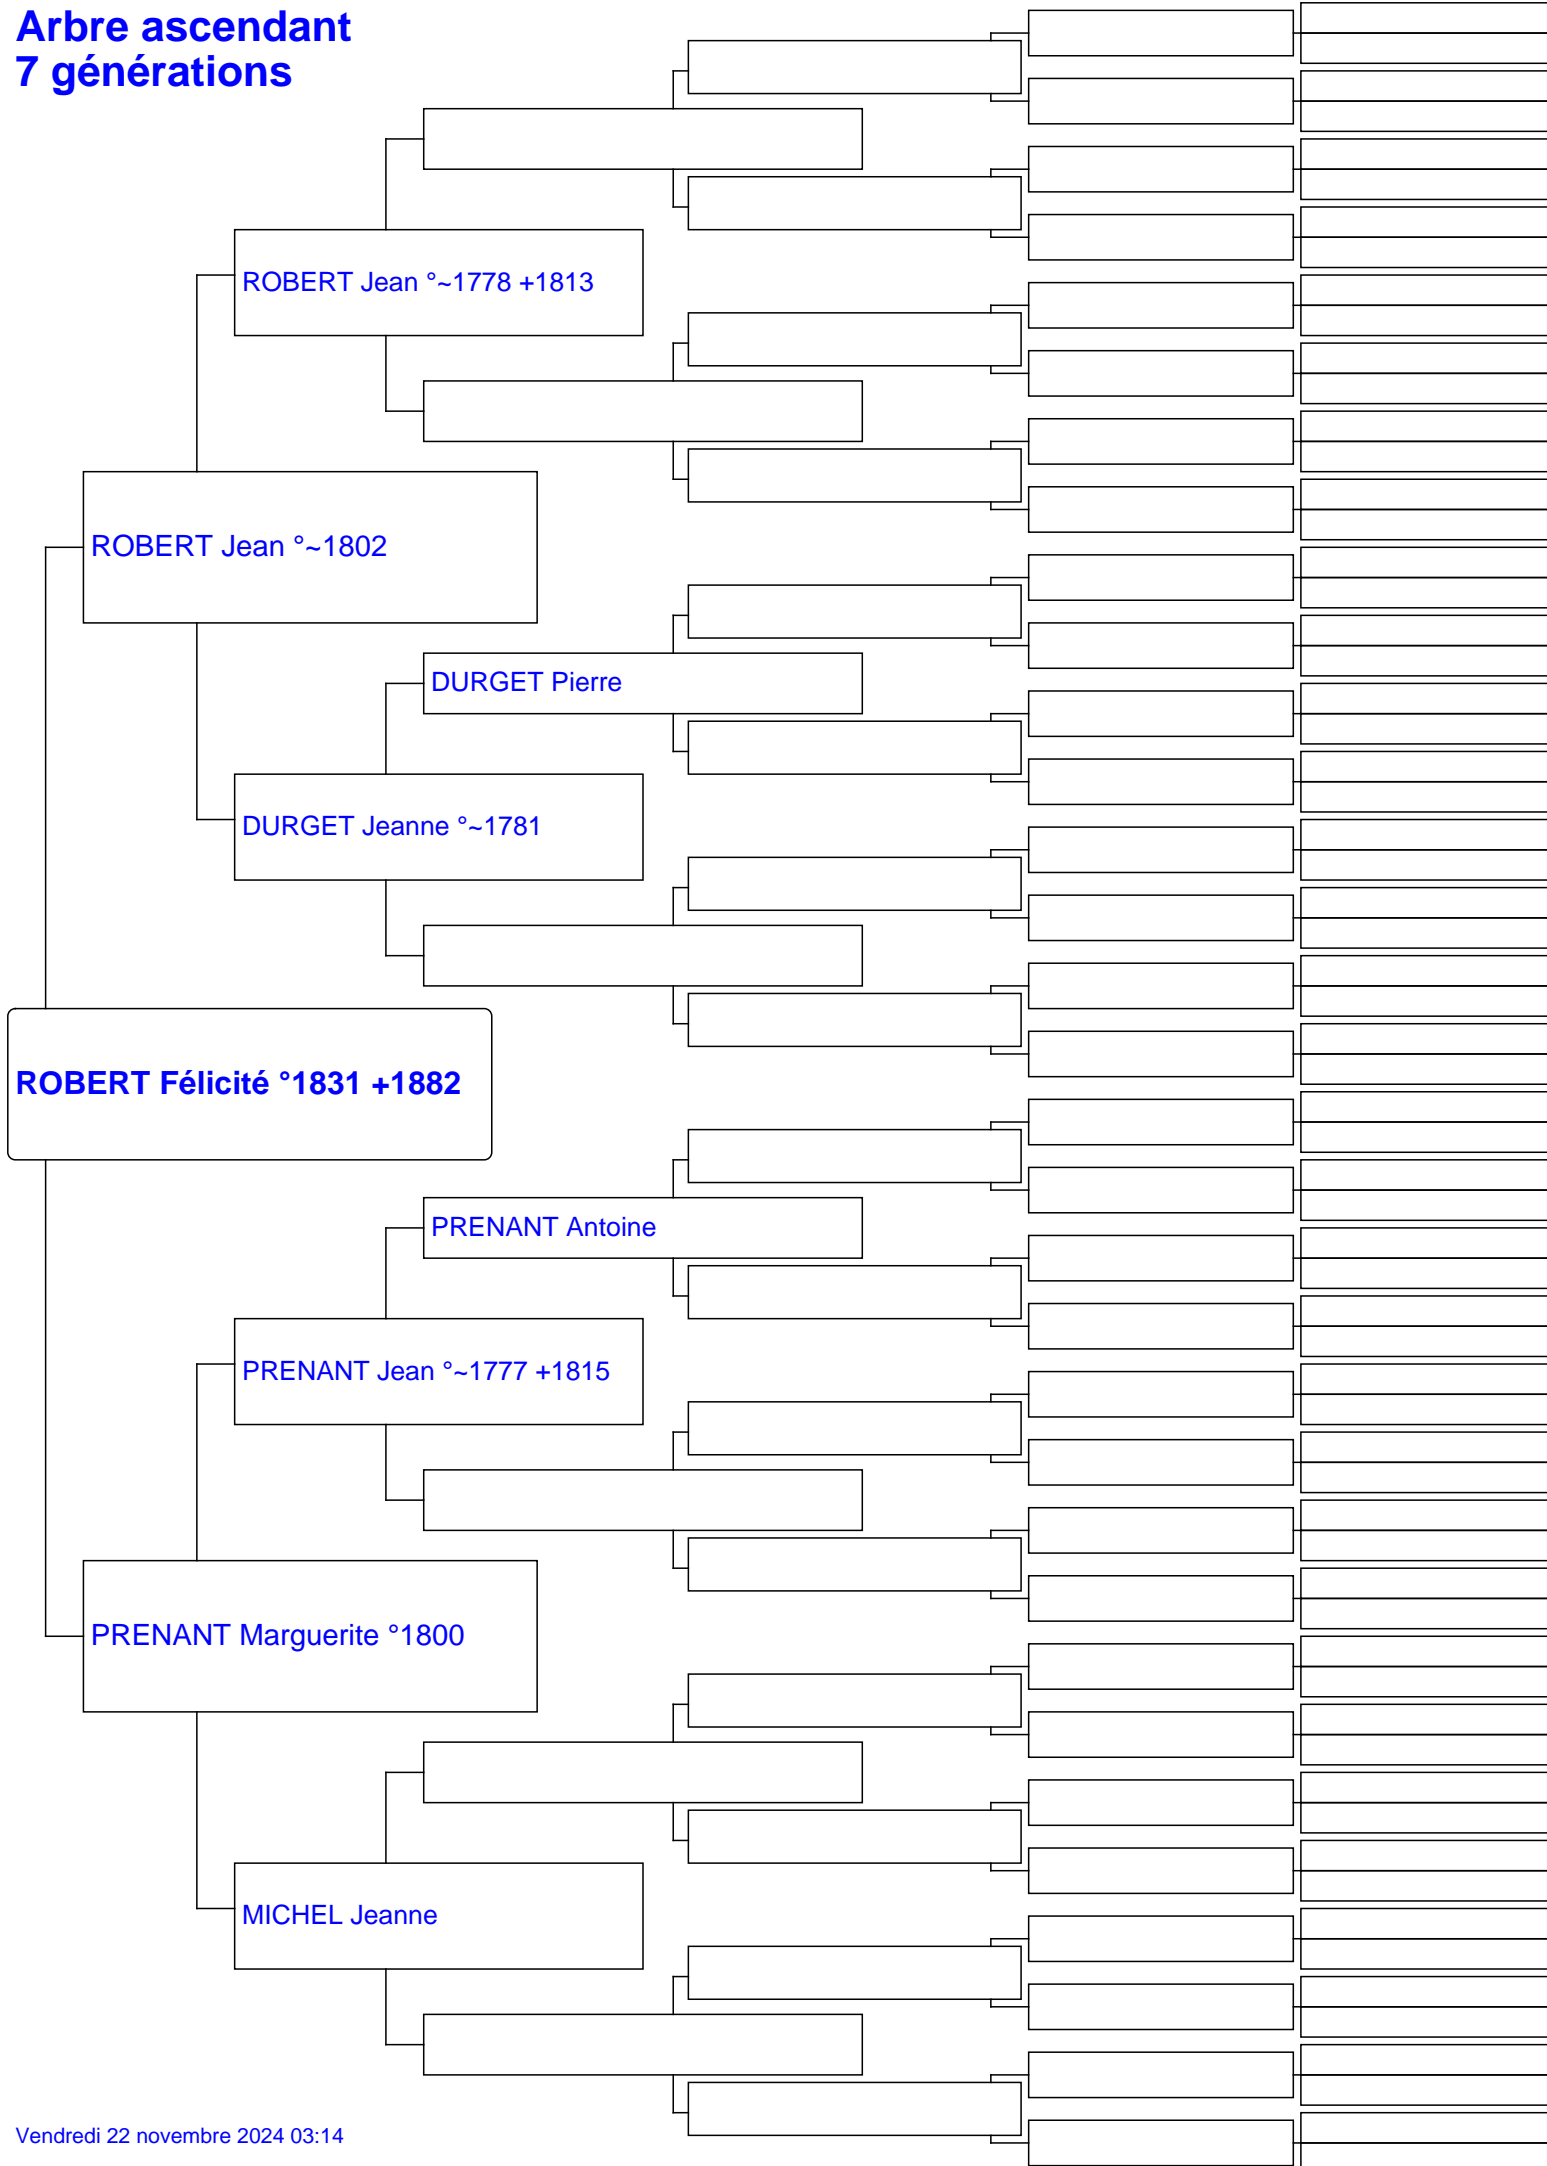 Arbre ascendant
7 générations
ROBERT Jean °~1778 +1813
ROBERT Jean °~1802
DURGET Pierre
DURGET Jeanne °~1781
ROBERT Félicité °1831 +1882
PRENANT Antoine
PRENANT Jean °~1777 +1815
PRENANT Marguerite °1800
MICHEL Jeanne
Vendredi 22 novembre 2024 03:14